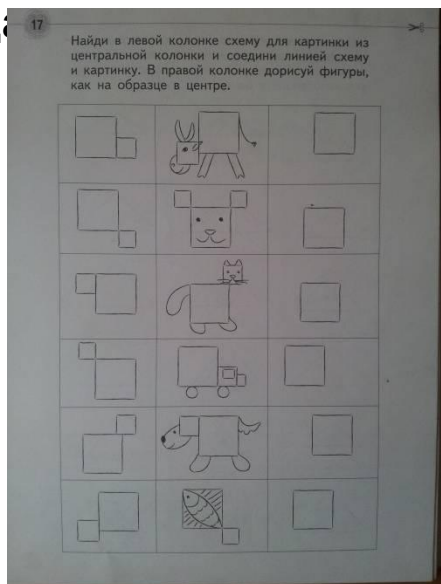 17
Найди в левой колонке схему для картинки из
центральной колонки и соедини линией схему
и картинку. В правой колонке дорисуй фигуры,
как на образце в центре.